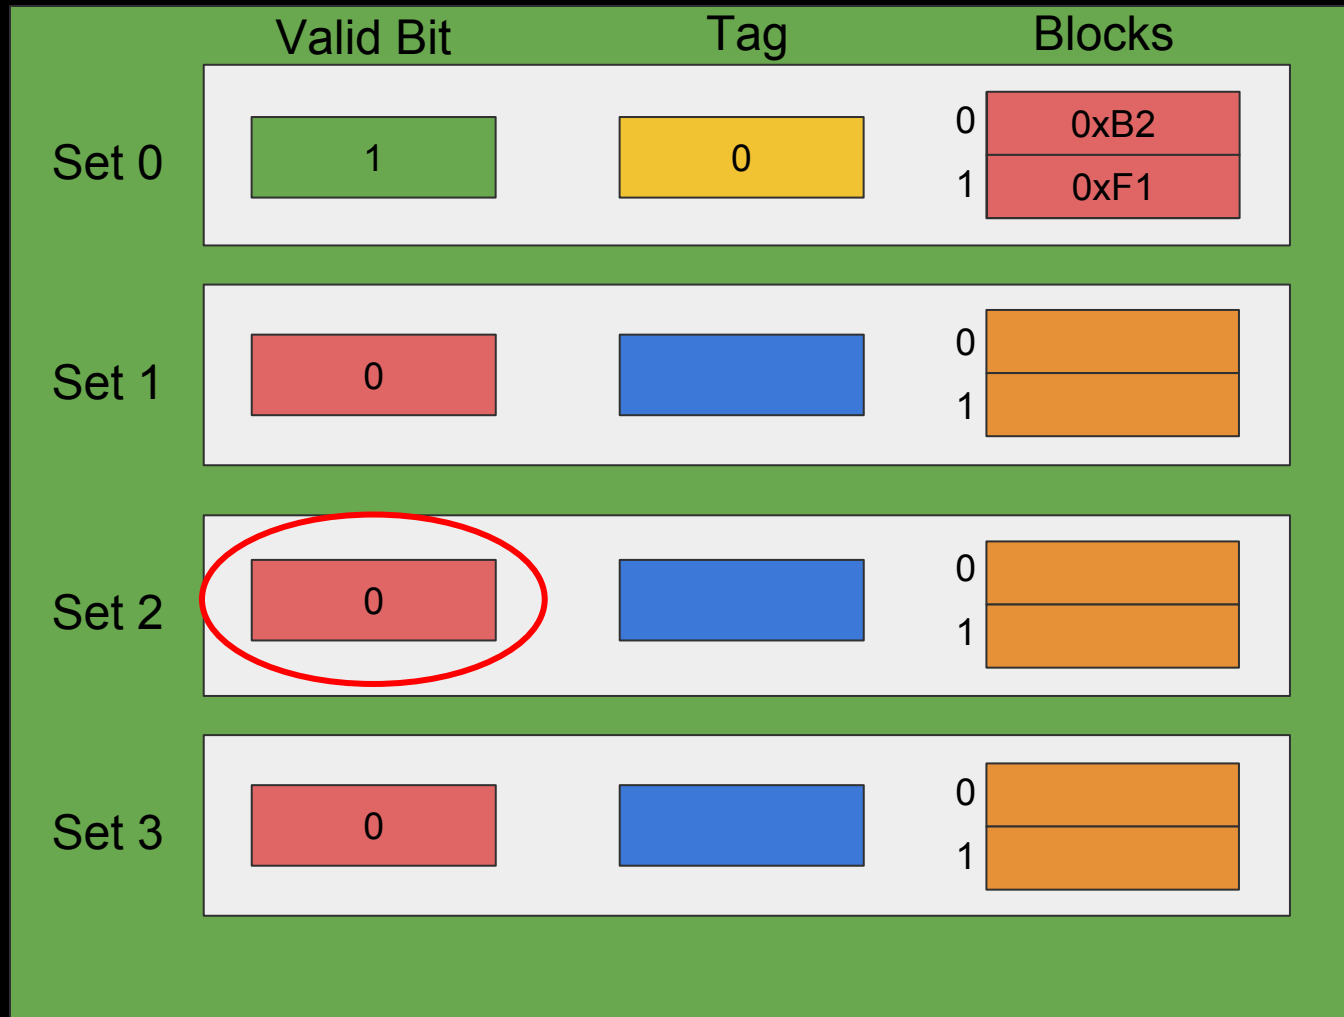 Valid Bit Tag Blocks
Set 0 1 0 0 0xB2
1 0xF1
Set 1 0 0
1
Set 2 0 0
1
Set 3 0 0
1